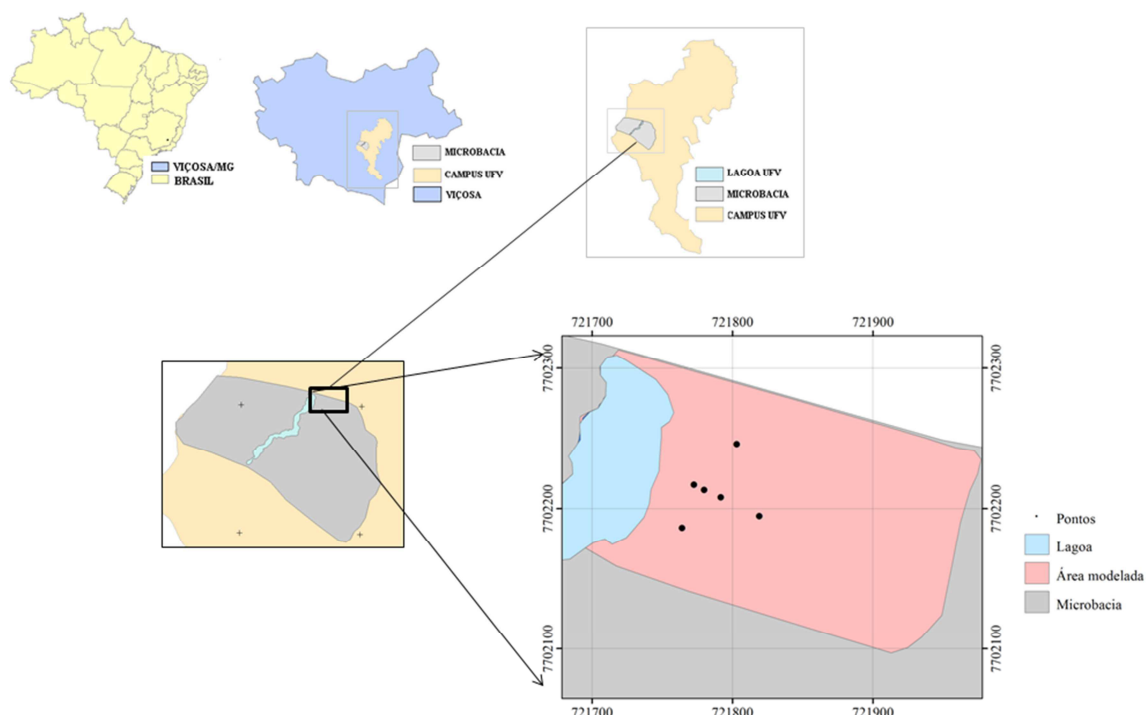 VIÇOSA/MG
BRASIL
MICROBACIA
CAMPUS UFV
VIÇOSA
LAGOA UFV
MICROBACIA
CAMPUS UFV
721700 721800 721900
7702300 7702300
7702200 7702200
7702100 7702100
721700 721800 721900
Pontos
Lagoa
Área modelada
Microbacia